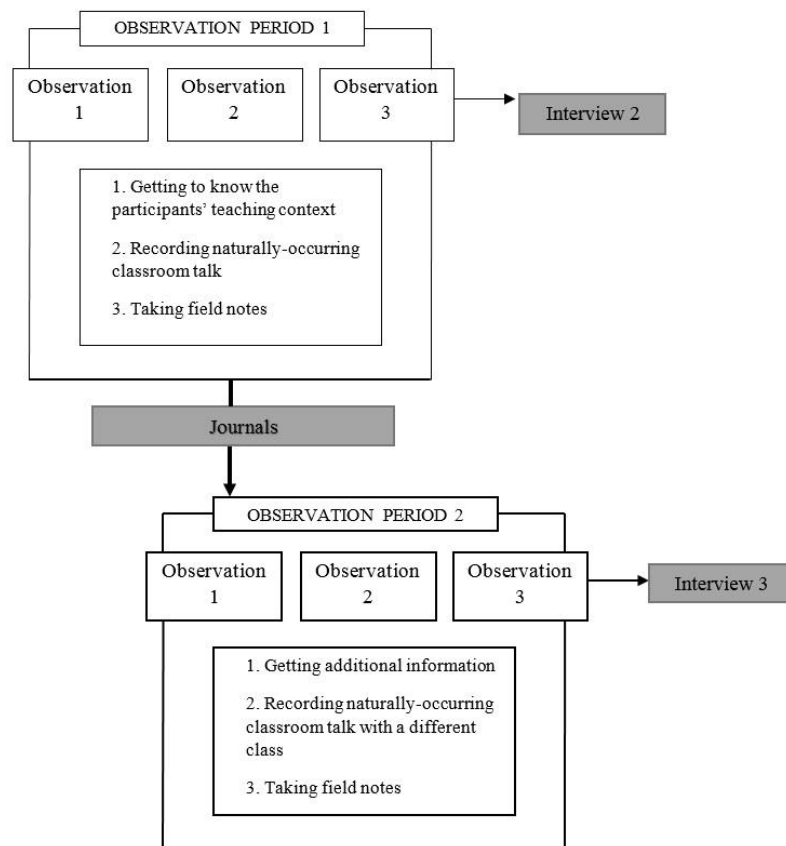 OBSERVATION PERIOD 1
Observation
1
Observation
2
Observation
3
Interview 2
1. Getting to know the
participants’ teaching context
2. Recording naturally-occurring
classroom talk
3. Taking field notes
Journals
OBSERVATION PERIOD 2
Observation
1
Observation
2
Observation
3
Interview 3
1. Getting additional information
2. Recording naturally-occurring
classroom talk with a different
class
3. Taking field notes